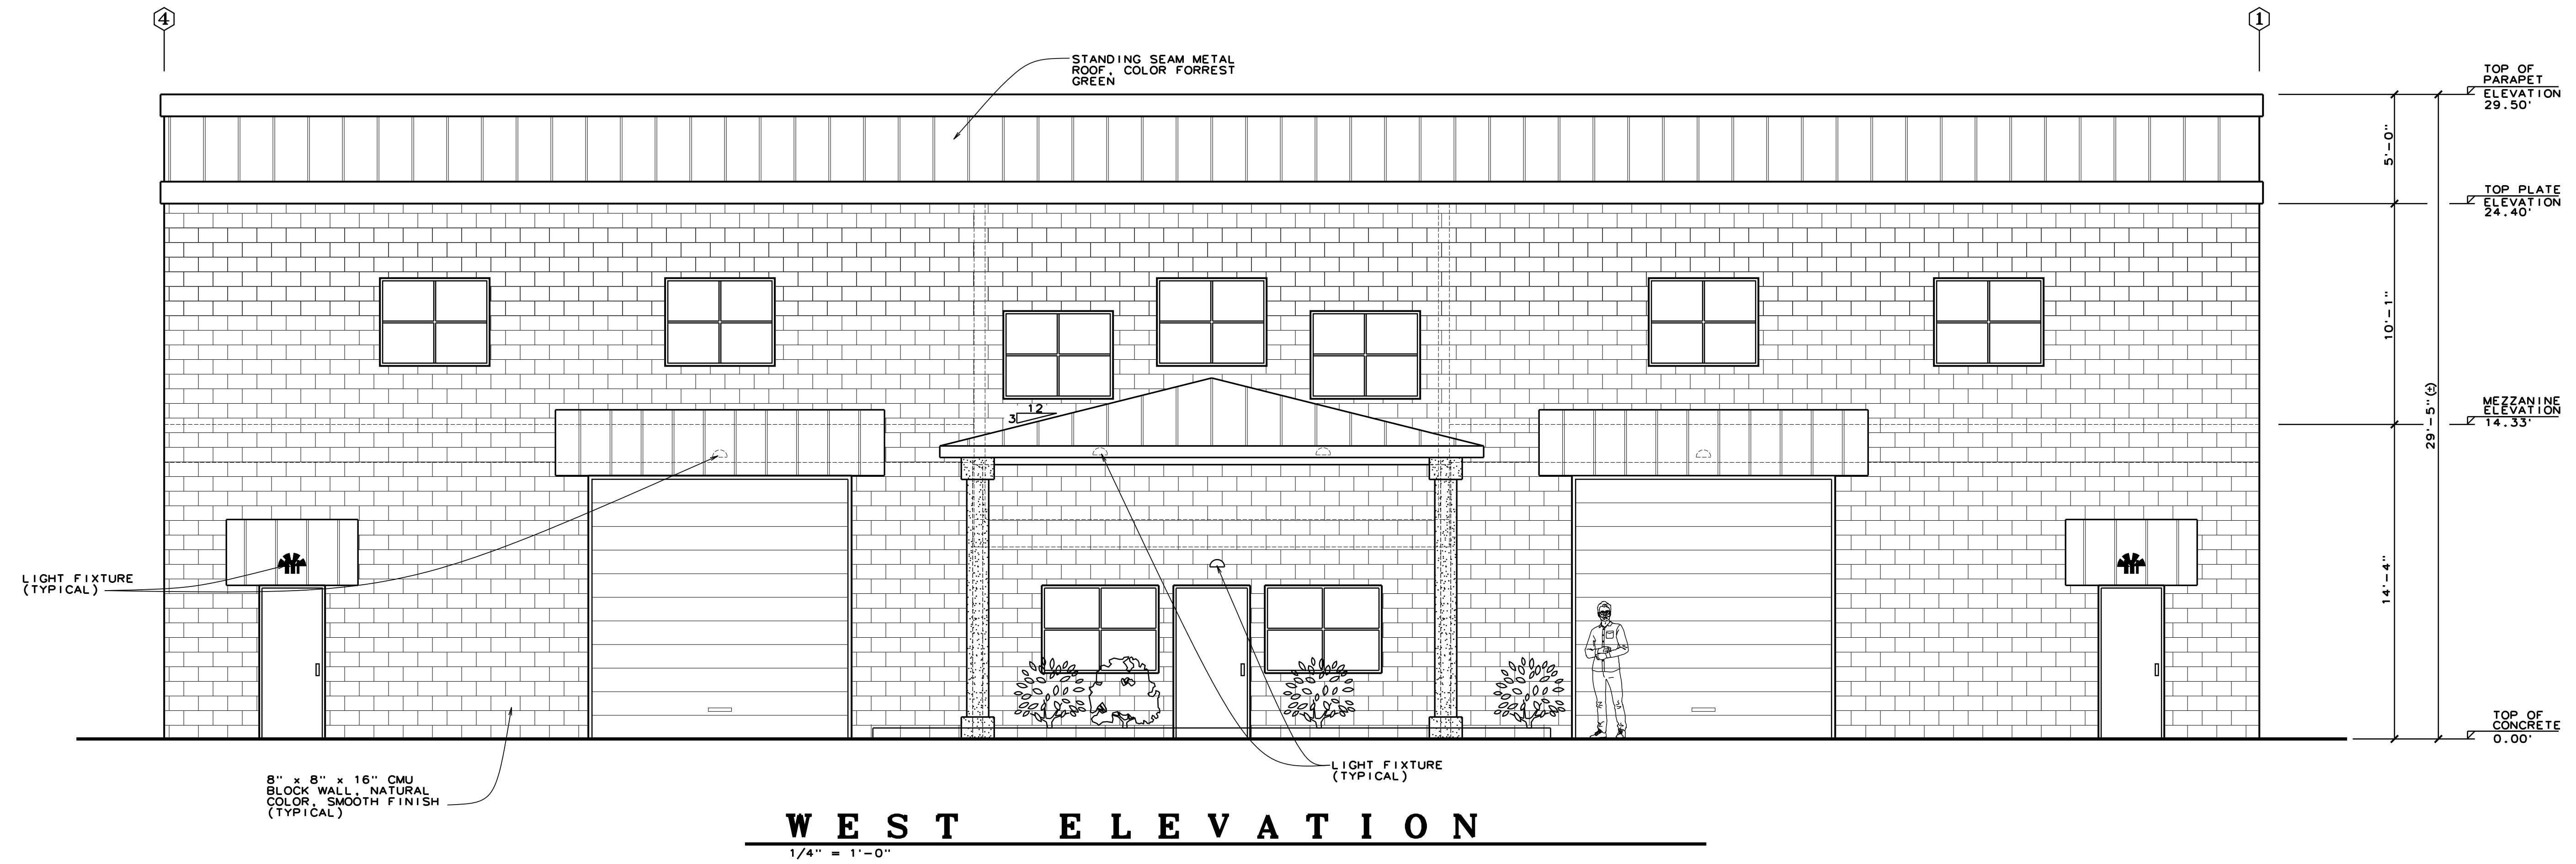 4
1
STANDING SEAM METAL
ROOF, COLOR FORREST
GREEN
TOP OF
PARAPET
ELEVATION
29.50'
5'-0"
TOP PLATE
ELEVATION
24.40'
10'-1"
12
3
MEZZANINE
ELEVATION
14.33'
29'-5"(±)
14'-4"
LIGHT FIXTURE
(TYPICAL)
TOP OF
CONCRETE
0.00'
LIGHT FIXTURE
(TYPICAL)
8" x 8" x 16" CMU
BLOCK WALL, NATURAL
COLOR, SMOOTH FINISH
(TYPICAL)
WEST ELEVATION
1/4" = 1'-0"